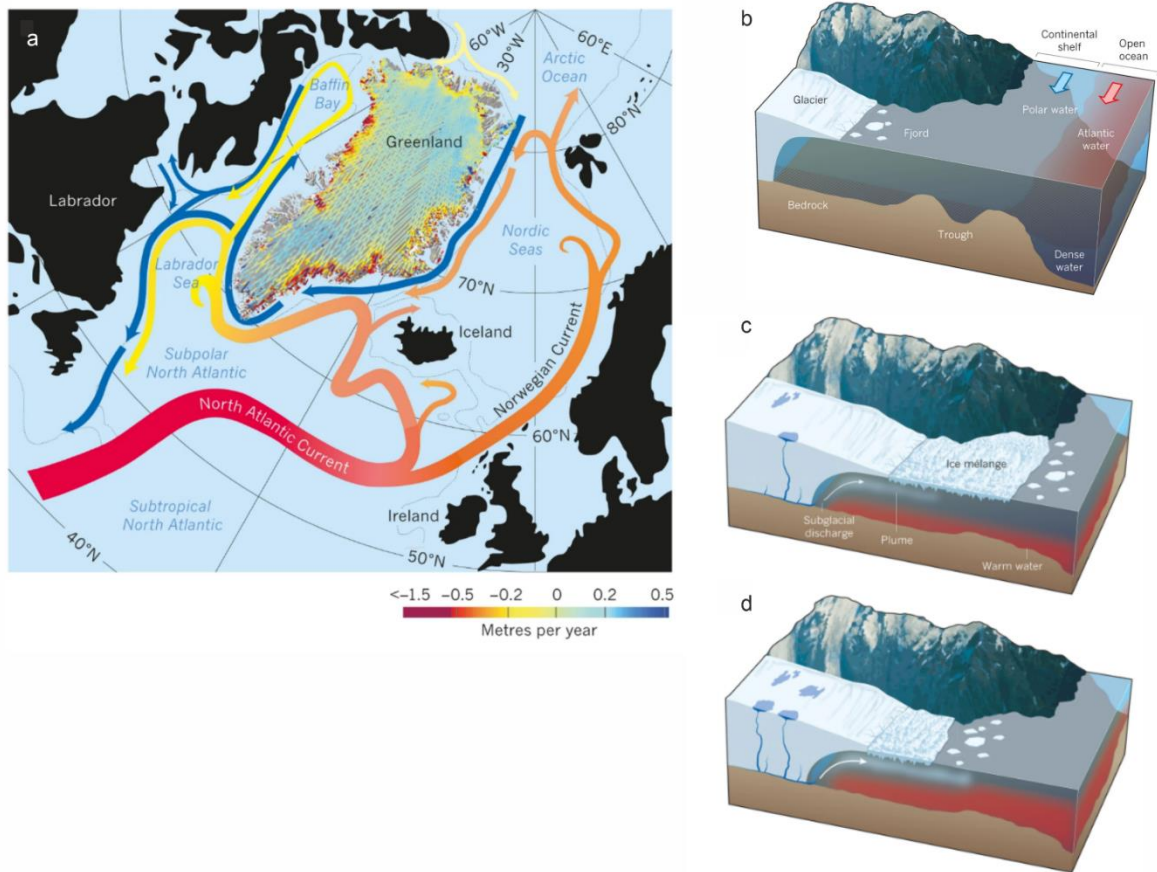 a
60°W
30°W
60°E
Arctic
Ocean
80°N
Baffin
Bay
Greenland
Labrador
Nordic
Seas
Labrador
Sea
70°N
Iceland
Subpolar
North Atlantic
Norwegian Current
North Atlantic Current
60°N
Subtropical
North Atlantic
Ireland
40°N
50°N
<–1.5 –0.5 –0.2 0 0.2 0.5
Metres per year
b
Continental
shelf
Open
ocean
Glacier
Fjord
Polar water
Atlantic
water
Bedrock
Trough
Dense
water
c
Ice mélange
Subglacial
discharge
Plume
Warm water
d